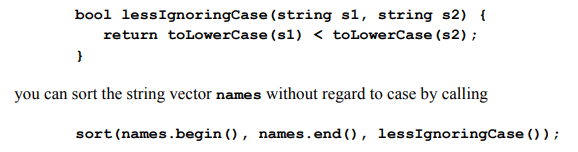 bool lessIgnoringCase(string s1, string s2) {
   return toLowerCase(s1) < toLowerCase(s2);
}
you can sort the string vector names without regard to case by calling
sort(names.begin(), names.end(), lessIgnoringCase());